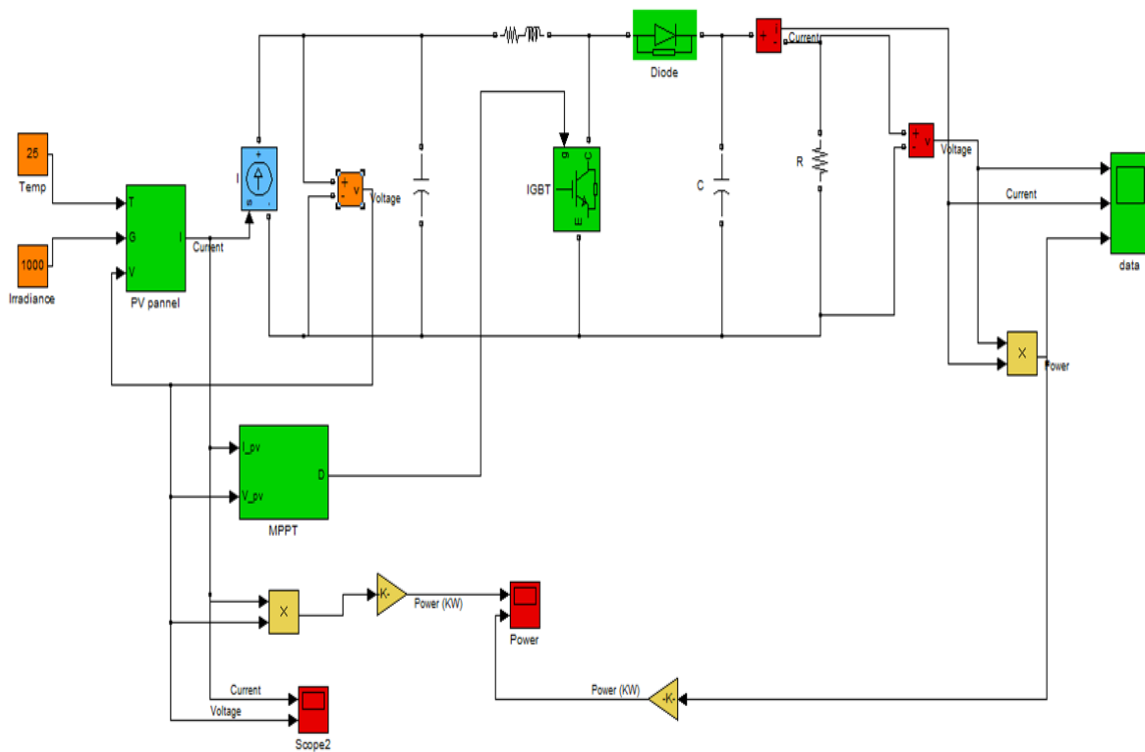 Diode
i
+
-
Current
25
Temp
T
G
V
I
PV pannel
1000
Irradiance
Current
+
I
s
-
+
-
v
Voltage
g
C
IGBT
E
C
R
+
-
v
Voltage
Current
data
X
Power
I_pv
V_pv
D
MPPT
X
-K-
Power (KW)
Power
Power (KW)
-K-
Current
Voltage
Scope2